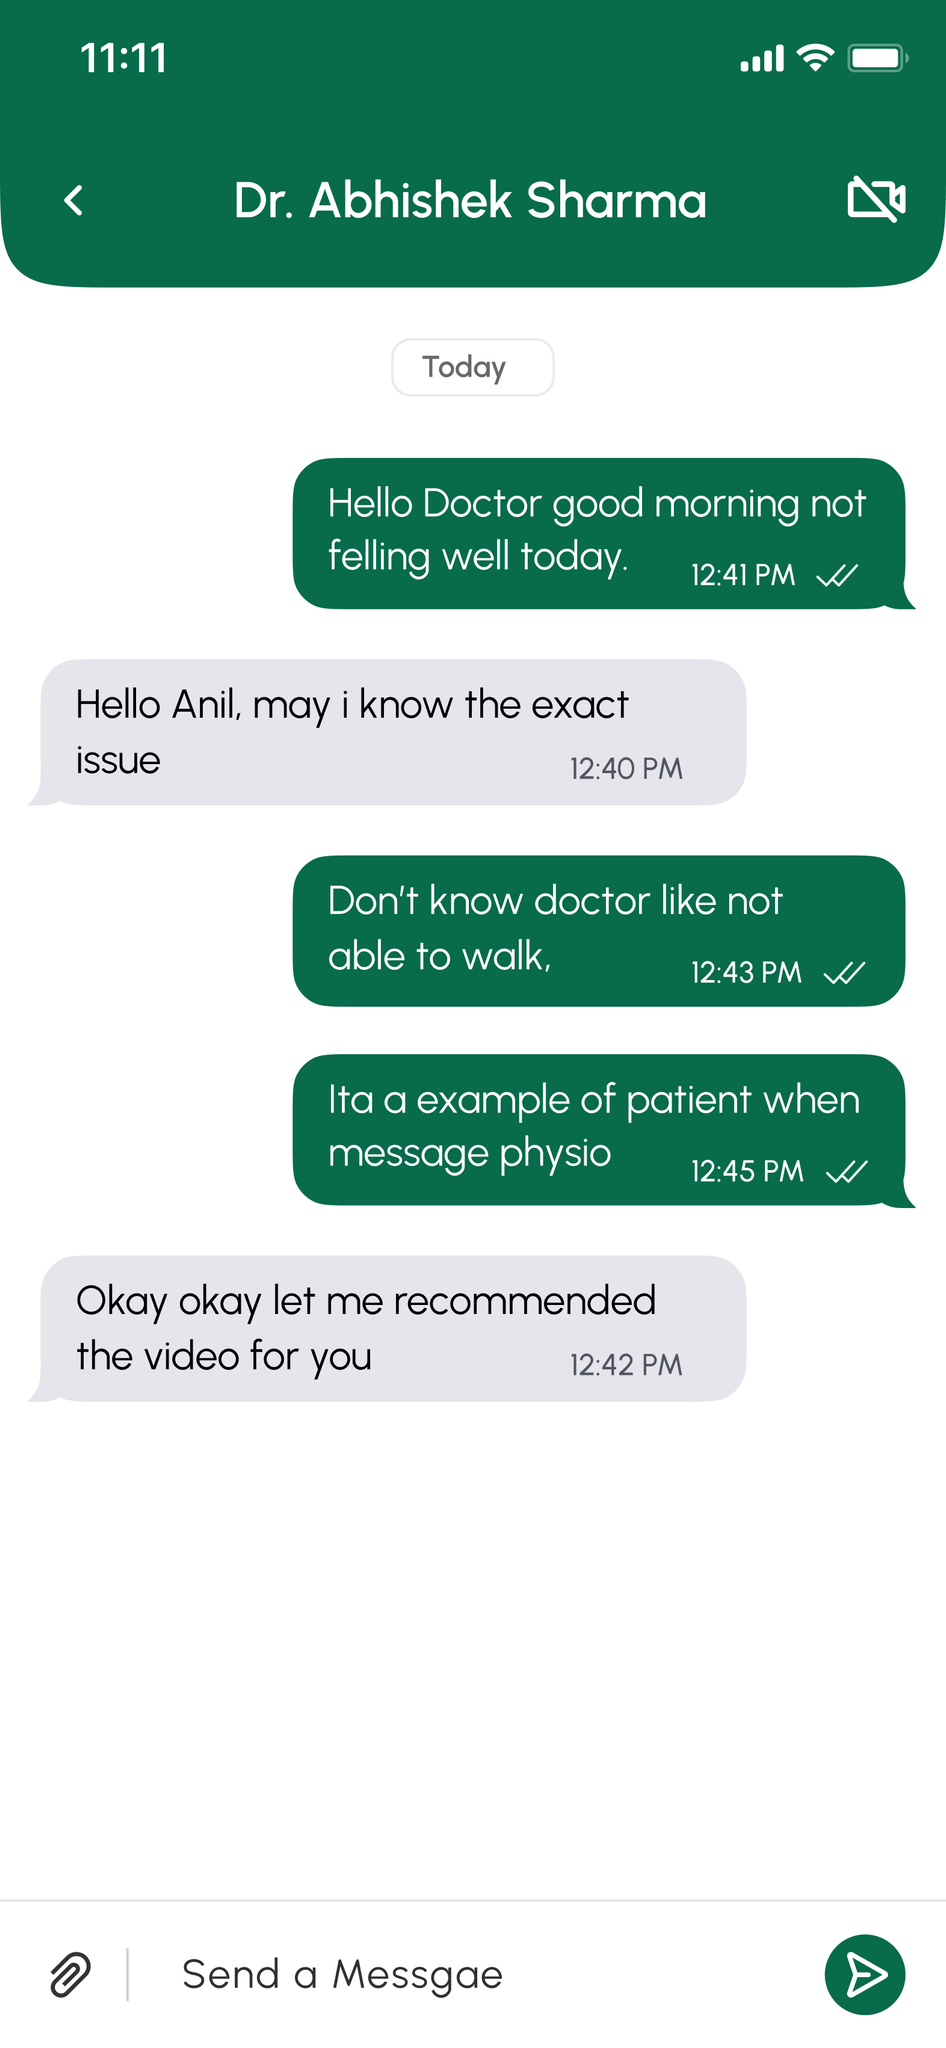 11:11
Dr. Abhishek Sharma
Today
Hello Doctor good morning not
felling well today.
12:41 PM
Hello Anil, may i know the exact
issue
12:40 PM
Don't know doctor like not
able to walk,
12:43 PM
Ita a example of patient when
message physio
12:45 PM
Okay okay let me recommended
the video for you
12:42 PM
Send a Messgae